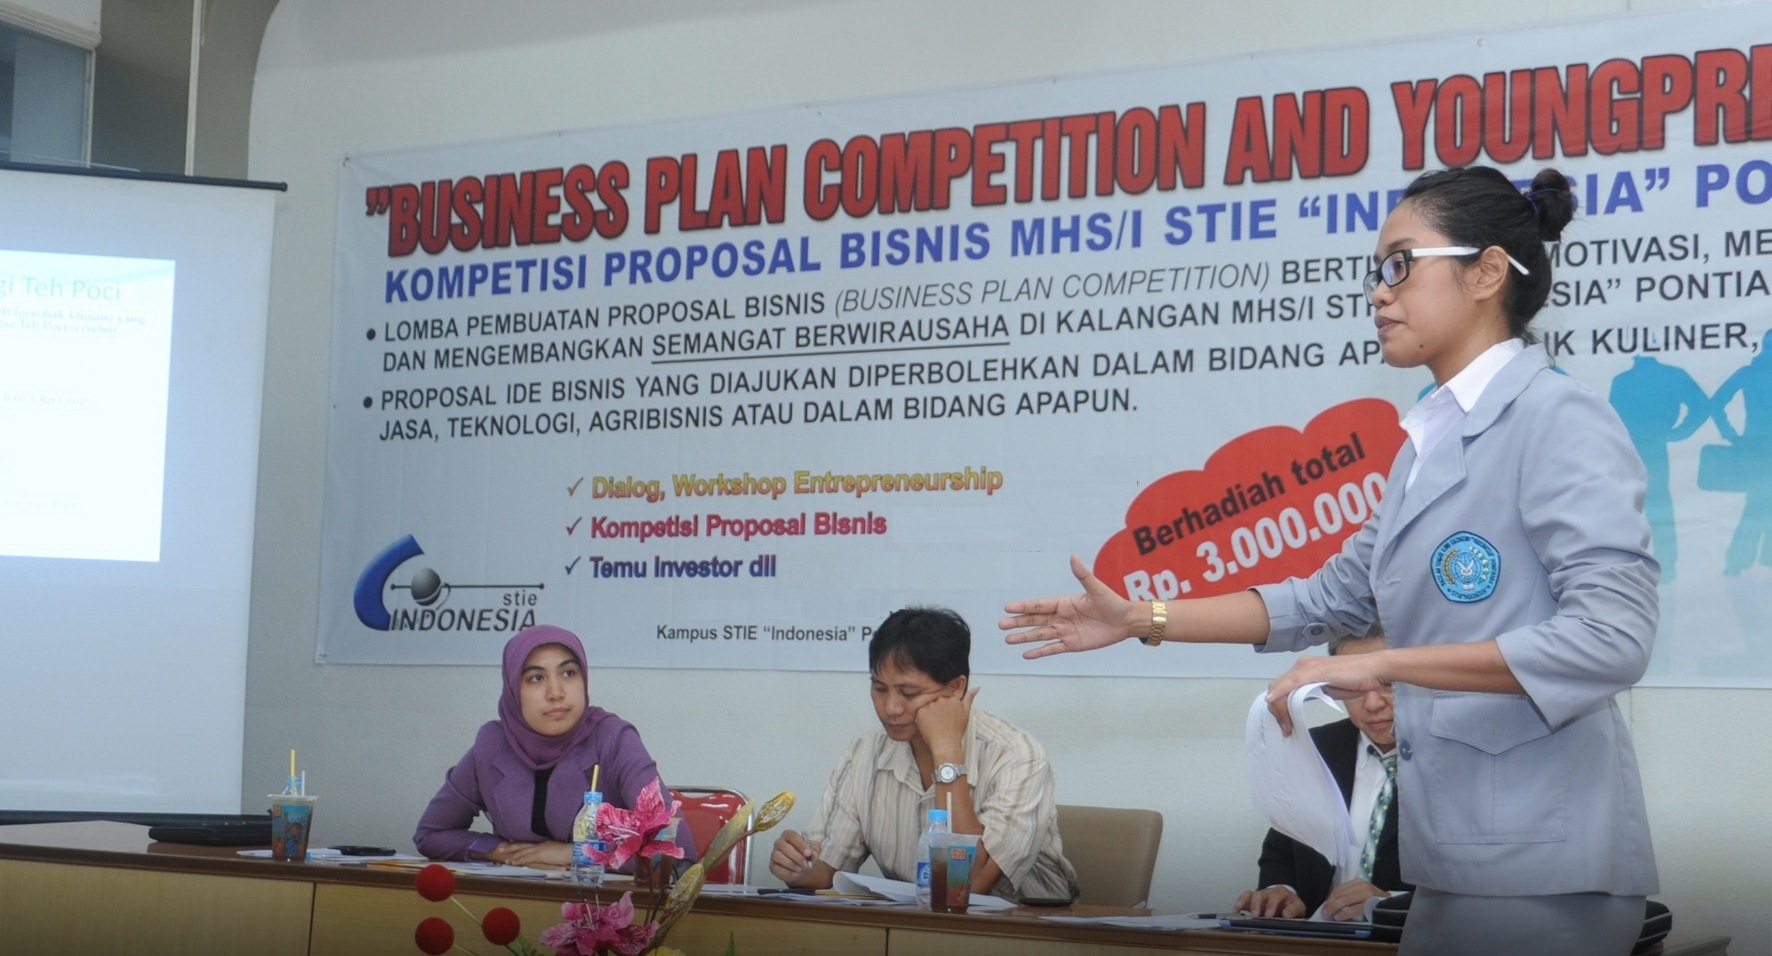 "BUSINESS PLAN COMPETITION AND YOUNGPRE
KOMPETISI PROPOSAL BISNIS MHS/I STIE "IN SIA" PO
• LOMBA PEMBUATAN PROPOSAL BISNIS (BUSINESS PLAN COMPETITION) BERT MOTIVASI, ME
DAN MENGEMBANGKAN SEMANGAT BERWIRAUSAHA DI KALANGAN MHS/I ST ESIA" PONTIA
• PROPOSAL IDE BISNIS YANG DIAJUKAN DIPERBOLEHKAN DALAM BIDANG AP IK KULINER,
JASA, TEKNOLOGI, AGRIBISNIS ATAU DALAM BIDANG APAPUN.
✓ Dialog, Workshop Entrepreneurship
✓ Kompetisi Proposal Bisnis
✓ Temu Investor dll
Berhadiah total
Rp. 3.000.000
stie
INDONESIA
Kampus STIE "Indonesia" P
gi Teh Poci